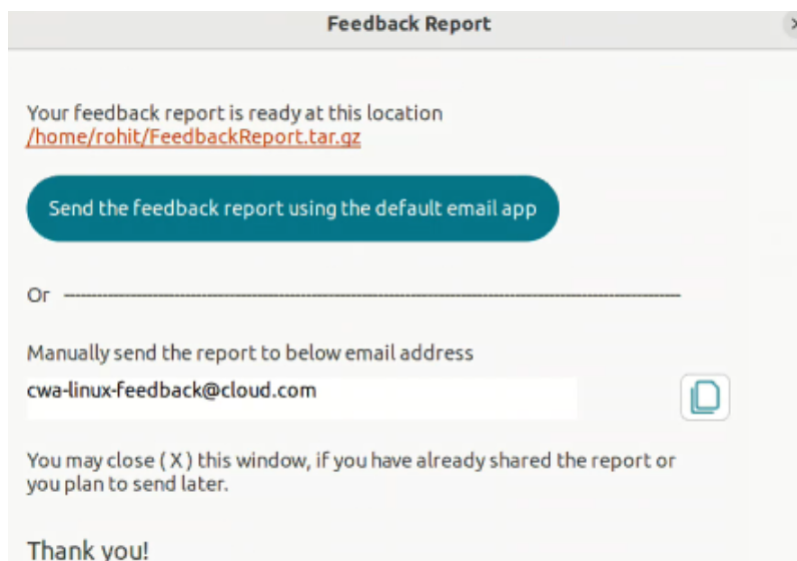 Feedback Report
Your feedback report is ready at this location
/home/rohit/FeedbackReport.tar.gz
Send the feedback report using the default email app
Or
Manually send the report to below email address
cwa-linux-feedback@cloud.com
You may close ( X ) this window, if you have already shared the report or
you plan to send later.
Thank you!